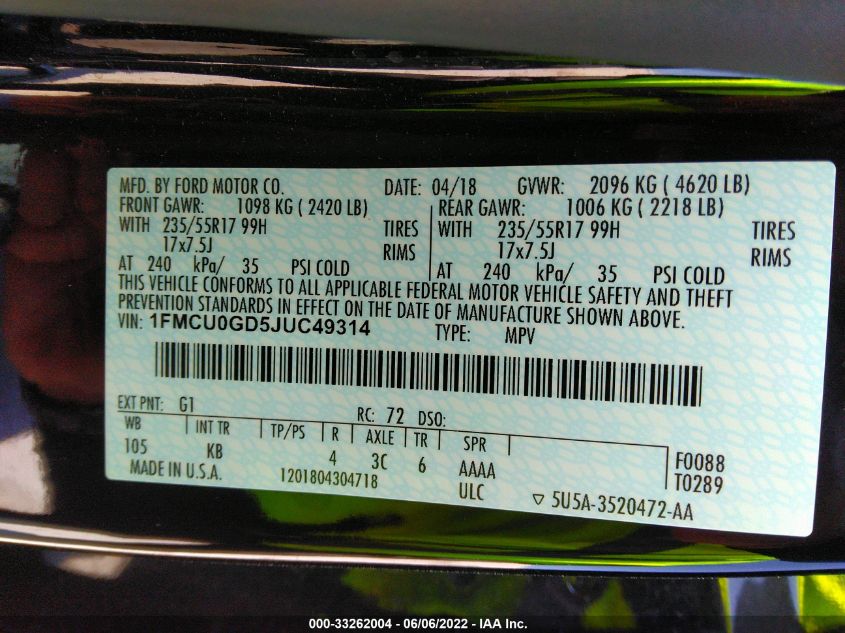 MFD. BY FORD MOTOR CO. DATE: 04/18 GVWR: 2096 KG ( 4620 LB)
FRONT GAWR: 1098 KG ( 2420 LB) REAR GAWR: 1006 KG ( 2218 LB)
WITH 235/55R17 99H TIRES WITH 235/55R17 99H TIRES
17x7.5J RIMS 17x7.5J RIMS
AT 240 kPa/ 35 PSI COLD AT 240 kPa/ 35 PSI COLD
THIS VEHICLE CONFORMS TO ALL APPLICABLE FEDERAL MOTOR VEHICLE SAFETY AND THEFT
PREVENTION STANDARDS IN EFFECT ON THE DATE OF MANUFACTURE SHOWN ABOVE.
VIN: 1FMCU0GD5JUC49314 TYPE: MPV
EXT PNT: G1 RC: 72 DSO:
WB INT TR TP/PS R AXLE TR SPR
105 KB 4 3C 6 AAAA F0088
MADE IN U.S.A. 1201804304718 ULC T0289
▽ 5U5A-3520472-AA
000-33262004 - 06/06/2022 - IAA Inc.